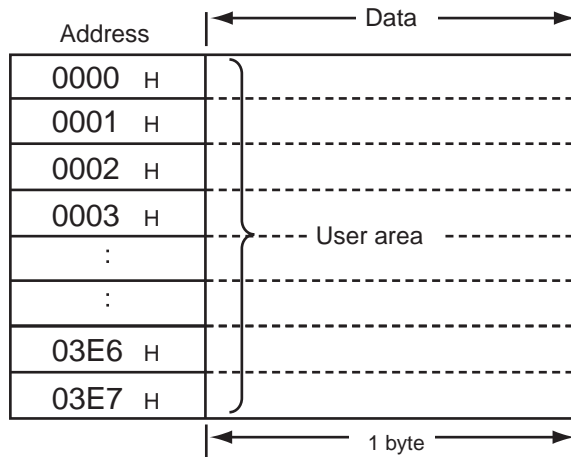 Address
Data
0000 H
0001 H
0002 H
0003 H
:
User area
:
03E6 H
03E7 H
1 byte